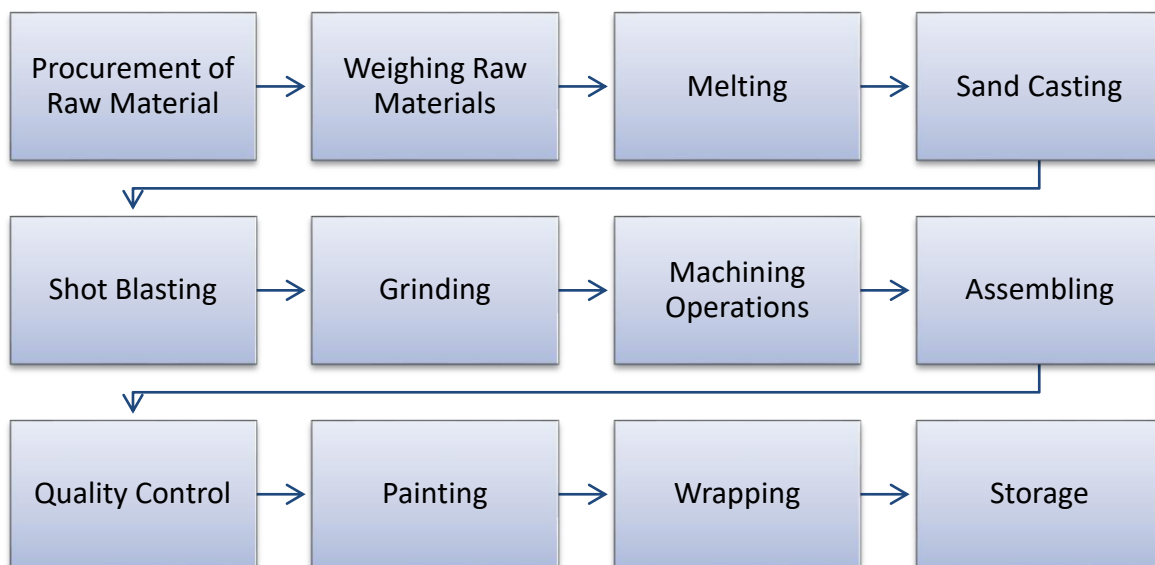 Procurement of
Raw Material
Weighing Raw
Materials
Melting
Sand Casting
Shot Blasting
Grinding
Machining
Operations
Assembling
Quality Control
Painting
Wrapping
Storage